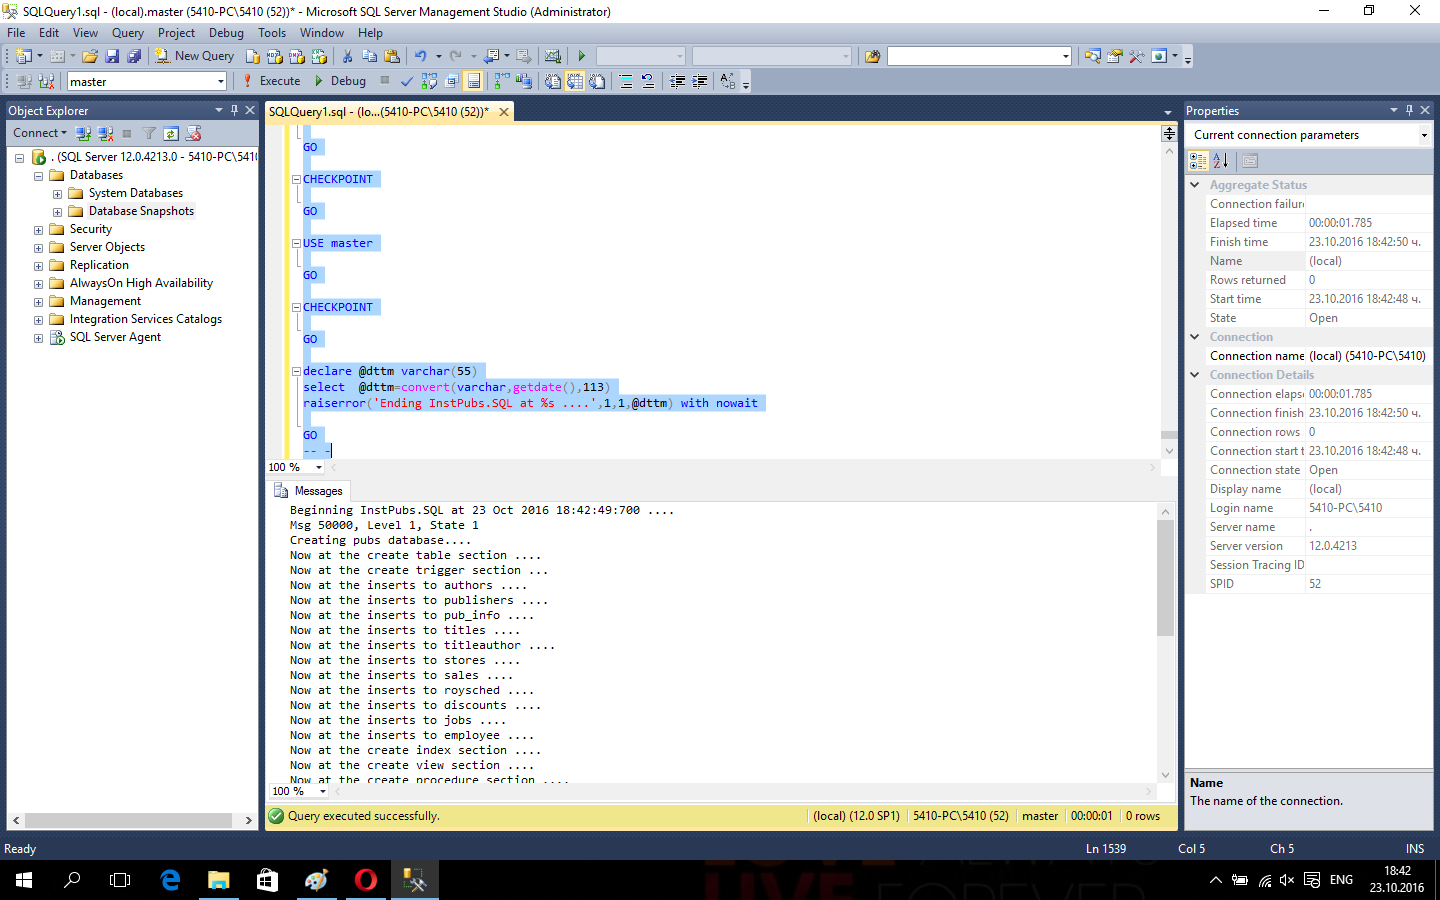 SQLQuery1.sql - (local).master (5410-PC\5410 (52))* - Microsoft SQL Server Management Studio (Administrator)
File Edit View Query Project Debug Tools Window Help
New Query
master
Execute
Debug
Object Explorer
Connect
. (SQL Server 12.0.4213.0 - 5410-PC\541
Databases
System Databases
Database Snapshots
Security
Server Objects
Replication
AlwaysOn High Availability
Management
Integration Services Catalogs
SQL Server Agent
SQLQuery1.sql - (lo...(5410-PC\5410 (52))*
GO
CHECKPOINT
GO
USE master
GO
CHECKPOINT
GO
declare @dttm varchar(55)
select  @dttm=convert(varchar,getdate(),113)
raiserror('Ending InstPubs.SQL at %s ....',1,1,@dttm) with nowait
GO
-- -
100 %
Messages
Beginning InstPubs.SQL at 23 Oct 2016 18:42:49:700 ....
Msg 50000, Level 1, State 1
Creating pubs database....
Now at the create table section ....
Now at the create trigger section ...
Now at the inserts to authors ....
Now at the inserts to publishers ....
Now at the inserts to pub_info ....
Now at the inserts to titles ....
Now at the inserts to titleauthor ....
Now at the inserts to stores ....
Now at the inserts to sales ....
Now at the inserts to roysched ....
Now at the inserts to discounts ....
Now at the inserts to jobs ....
Now at the inserts to employee ....
Now at the create index section ....
Now at the create view section ....
Now at the create procedure section ....
100 %
Query executed successfully.
(local) (12.0 SP1) 5410-PC\5410 (52) master 00:00:01 0 rows
Properties
Current connection parameters
Aggregate Status
Connection failure
Elapsed time 00:00:01.785
Finish time 23.10.2016 18:42:50 ч.
Name (local)
Rows returned 0
Start time 23.10.2016 18:42:48 ч.
State Open
Connection
Connection name (local) (5410-PC\5410)
Connection Details
Connection elaps 00:00:01.785
Connection finish 23.10.2016 18:42:50 ч.
Connection rows 0
Connection start t 23.10.2016 18:42:48 ч.
Connection state Open
Display name (local)
Login name 5410-PC\5410
Server name .
Server version 12.0.4213
Session Tracing ID
SPID 52
Name
The name of the connection.
Ready
Ln 1539 Col 5 Ch 5 INS
ENG
18:42
23.10.2016